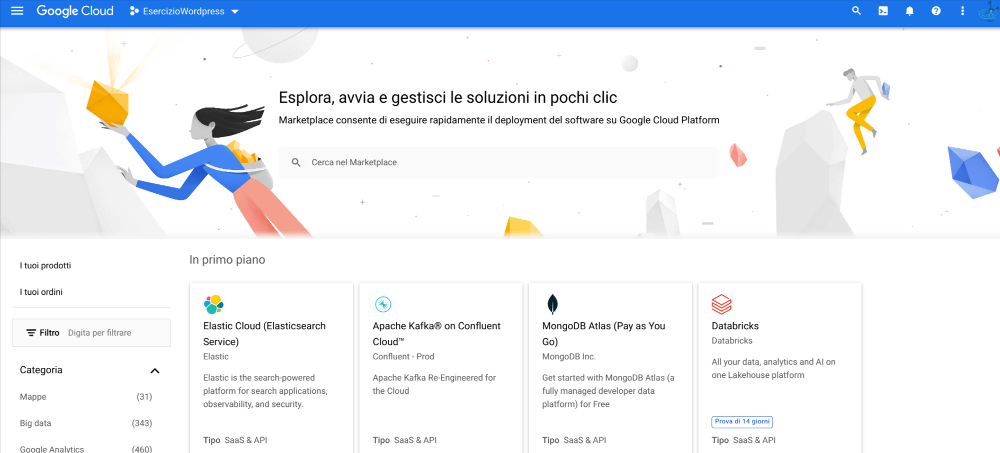 Google Cloud
EsercizioWordpress
GiF
Esplora, avvia e gestisci le soluzioni in pochi clic
Marketplace consente di eseguire rapidamente il deployment del software su Google Cloud Platform
Cerca nel Marketplace
I tuoi prodotti
I tuoi ordini
Filtro Digita per filtrare
Categoria
Mappe (31)
Big data (343)
Google Analytics (460)
In primo piano
Elastic Cloud (Elasticsearch
Service)
Elastic
Elastic is the search-powered
platform for search applications,
observability, and security.
Tipo SaaS & API
Apache Kafka® on Confluent
Cloud™
Confluent - Prod
Apache Kafka Re-Engineered for
the Cloud
Tipo SaaS & API
MongoDB Atlas (Pay as You
Go)
MongoDB Inc.
Get started with MongoDB Atlas (a
fully managed developer data
platform) for Free
Tipo SaaS & API
Databricks
Databricks
All your data, analytics and AI on
one Lakehouse platform
Prova di 14 giorni
Tipo SaaS & API